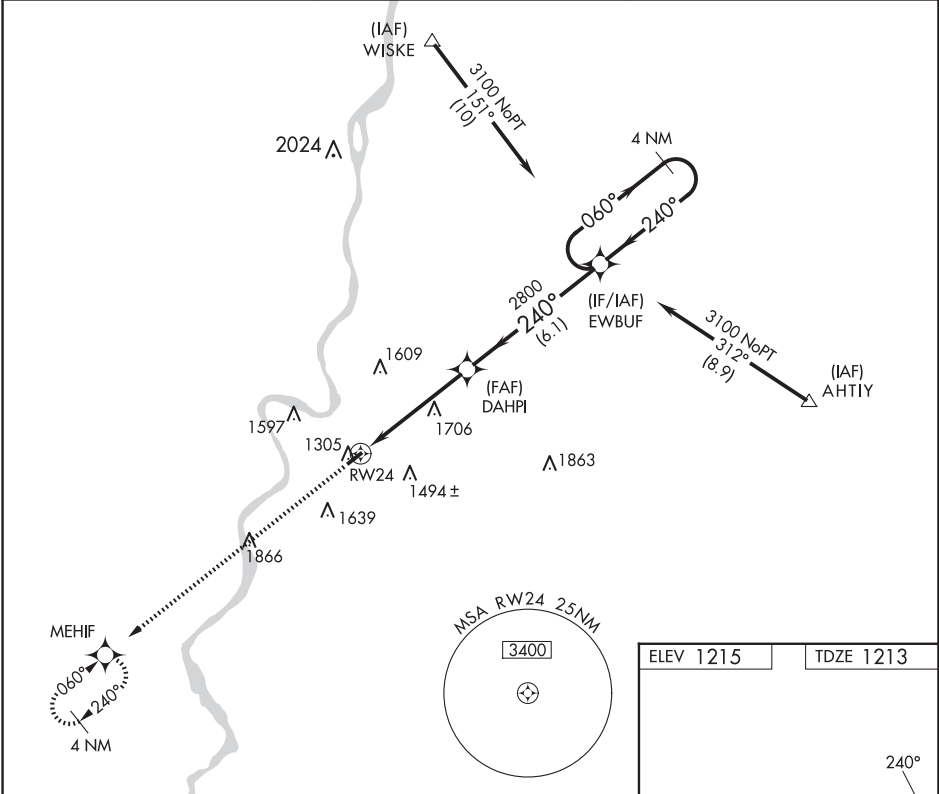 (IAF)
WISKE
3100 NoPT
151°
(10)
2024
4 NM
060°
240°
(IF/IAF)
EWBUF
2800
240°
(6.1)
3100 NoPT
312°
(8.9)
(IAF)
AHTIY
1609
(FAF)
DAHPI
1597
1706
1305
RW24
1494 ±
1863
1639
1866
MEHIF
060°
240°
4 NM
MSA RW24 25NM
3400
ELEV 1215
TDZE 1213
240°